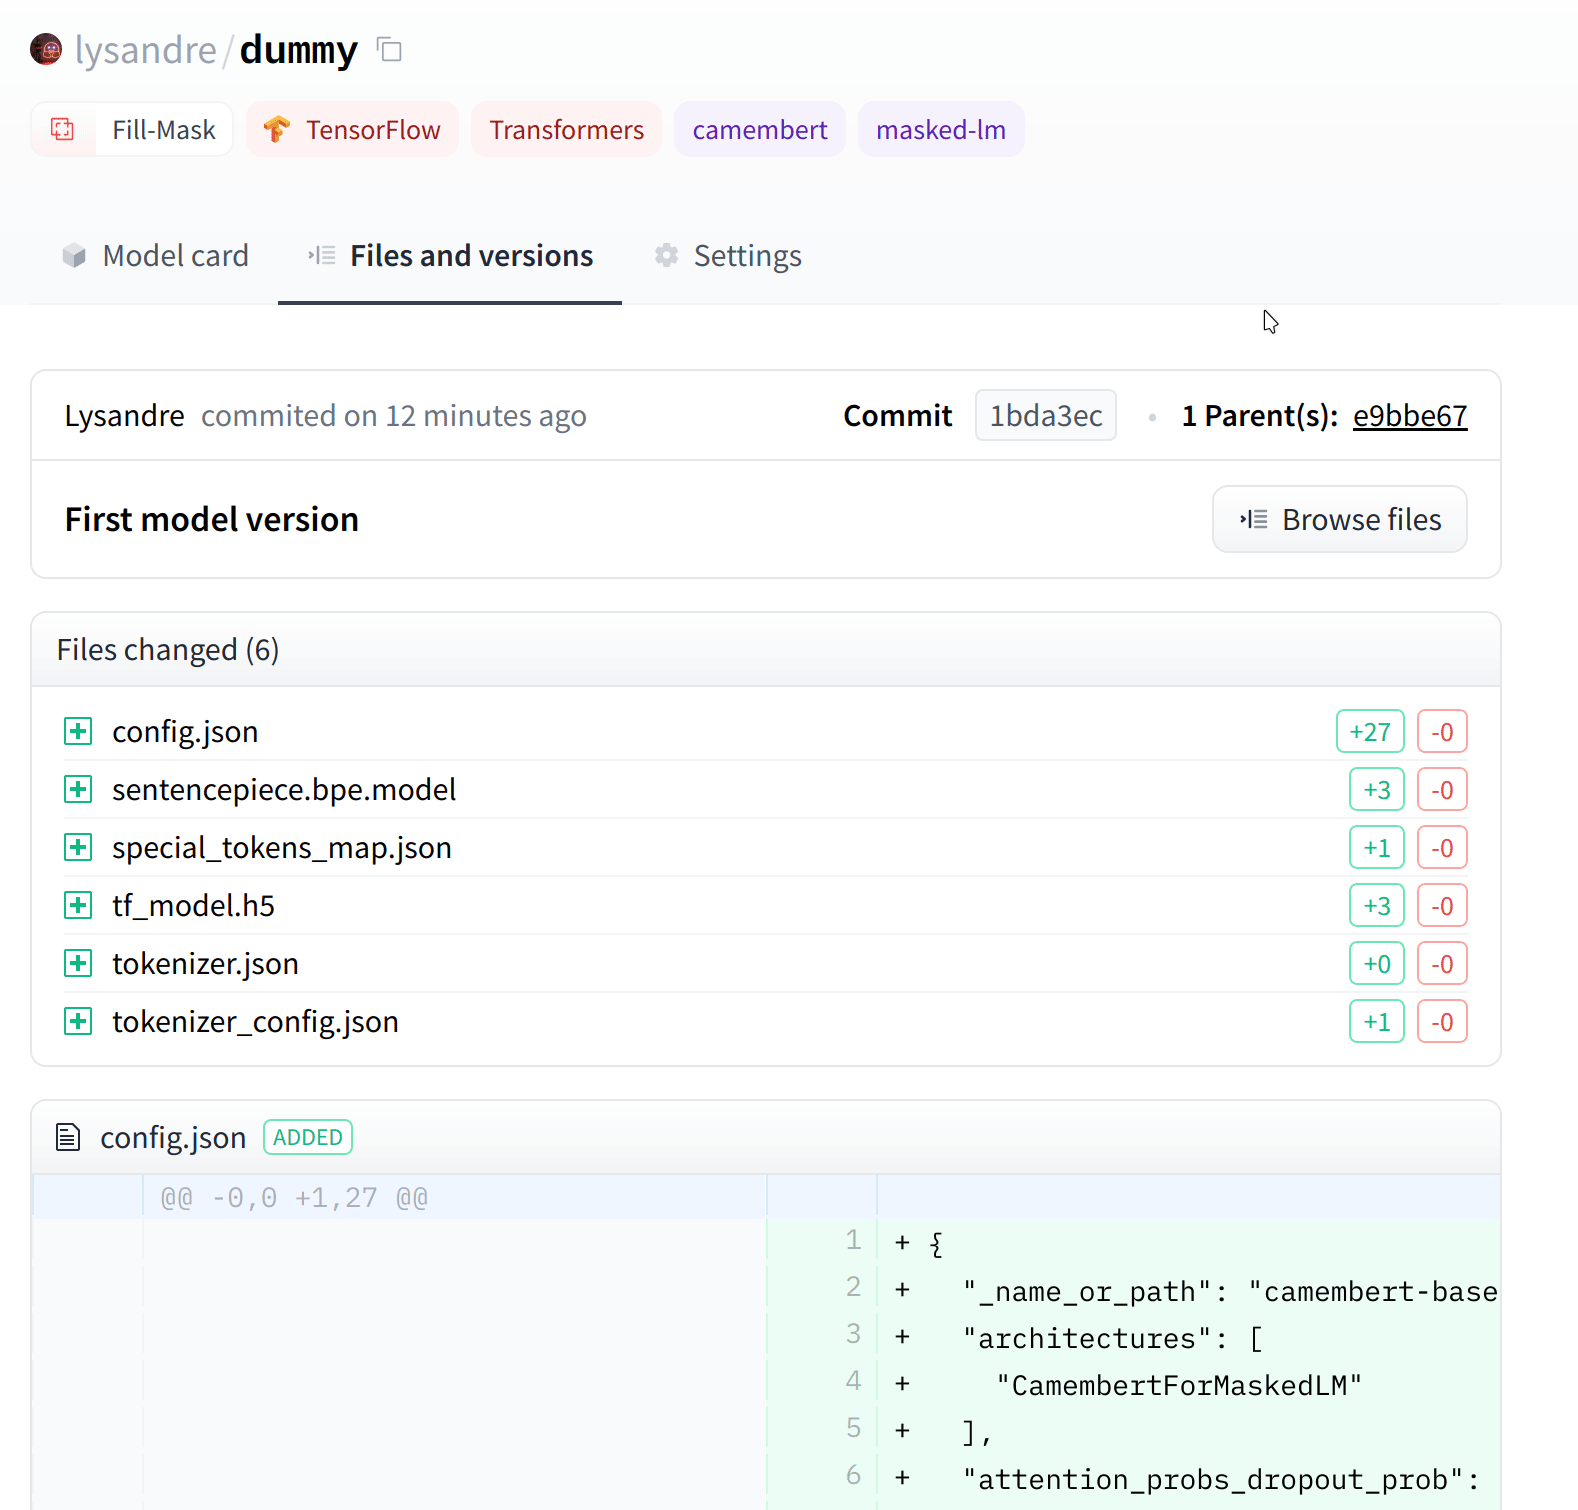 lysandre/dummy
Fill-Mask TensorFlow Transformers camembert masked-lm
Model card Files and versions Settings
Lysandre commited on 12 minutes ago Commit 1bda3ec • 1 Parent(s): e9bbe67
First model version Browse files
Files changed (6)
config.json +27 -0
sentencepiece.bpe.model +3 -0
special_tokens_map.json +1 -0
tf_model.h5 +3 -0
tokenizer.json +0 -0
tokenizer_config.json +1 -0
config.json ADDED
@@ -0,0 +1,27 @@
1 + {
2 + "_name_or_path": "camembert-base
3 + "architectures": [
4 + "CamembertForMaskedLM"
5 + ],
6 + "attention_probs_dropout_prob":